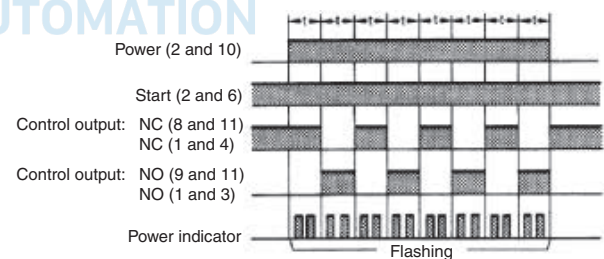 UTOMATION
t t t t t t t t
Power (2 and 10)
Start (2 and 6)
Control output: NC (8 and 11)
NC (1 and 4)
Control output: NO (9 and 11)
NO (1 and 3)
Power indicator
Flashing